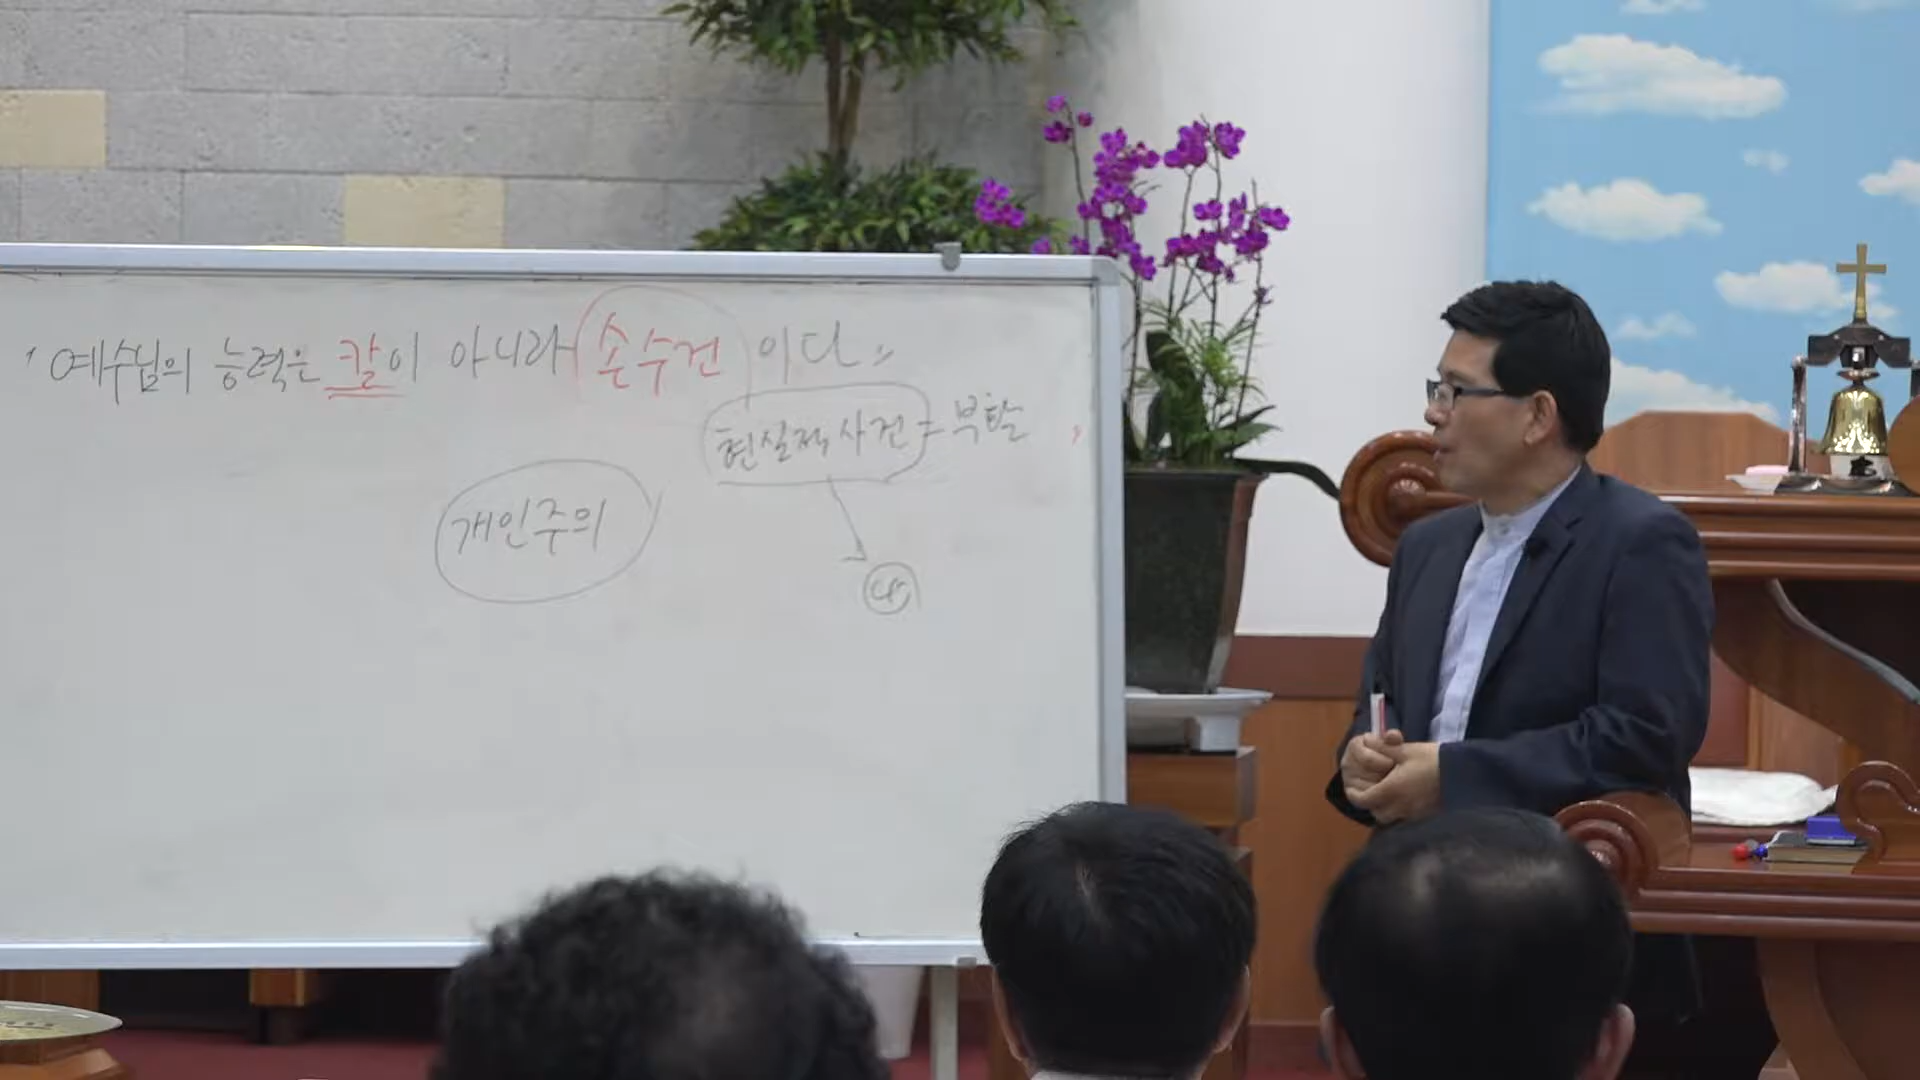 “예수님의 능력은 칼이 아니라 손수건이다”
현실적 사건 = 부탁
개인주의